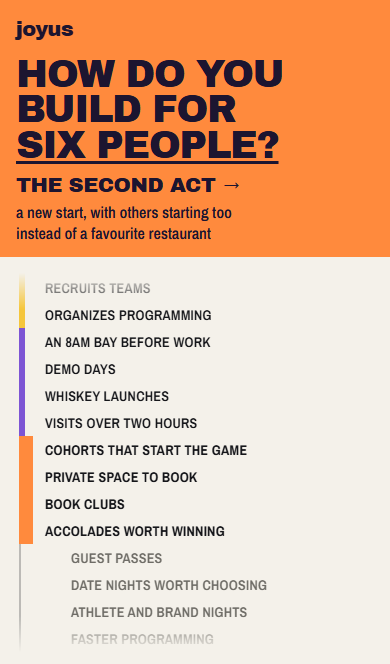 joyus
HOW DO YOU
BUILD FOR
SIX PEOPLE?
THE SECOND ACT →
a new start, with others starting too
instead of a favourite restaurant
RECRUITS TEAMS
ORGANIZES PROGRAMMING
AN 8AM BAY BEFORE WORK
DEMO DAYS
WHISKEY LAUNCHES
VISITS OVER TWO HOURS
COHORTS THAT START THE GAME
PRIVATE SPACE TO BOOK
BOOK CLUBS
ACCOLADES WORTH WINNING
GUEST PASSES
DATE NIGHTS WORTH CHOOSING
ATHLETE AND BRAND NIGHTS
FASTER PROGRAMMING